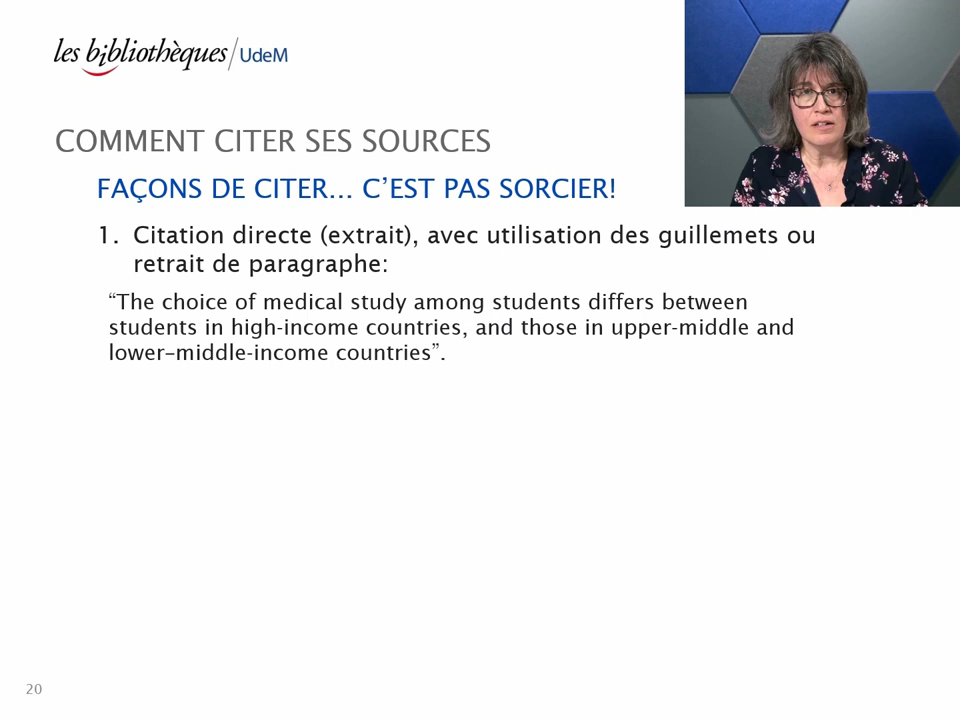 les bibliothèques/UdeM
COMMENT CITER SES SOURCES
FAÇONS DE CITER... C’EST PAS SORCIER!
1. Citation directe (extrait), avec utilisation des guillemets ou
retrait de paragraphe:
“The choice of medical study among students differs between
students in high-income countries, and those in upper-middle and
lower–middle-income countries”.
20